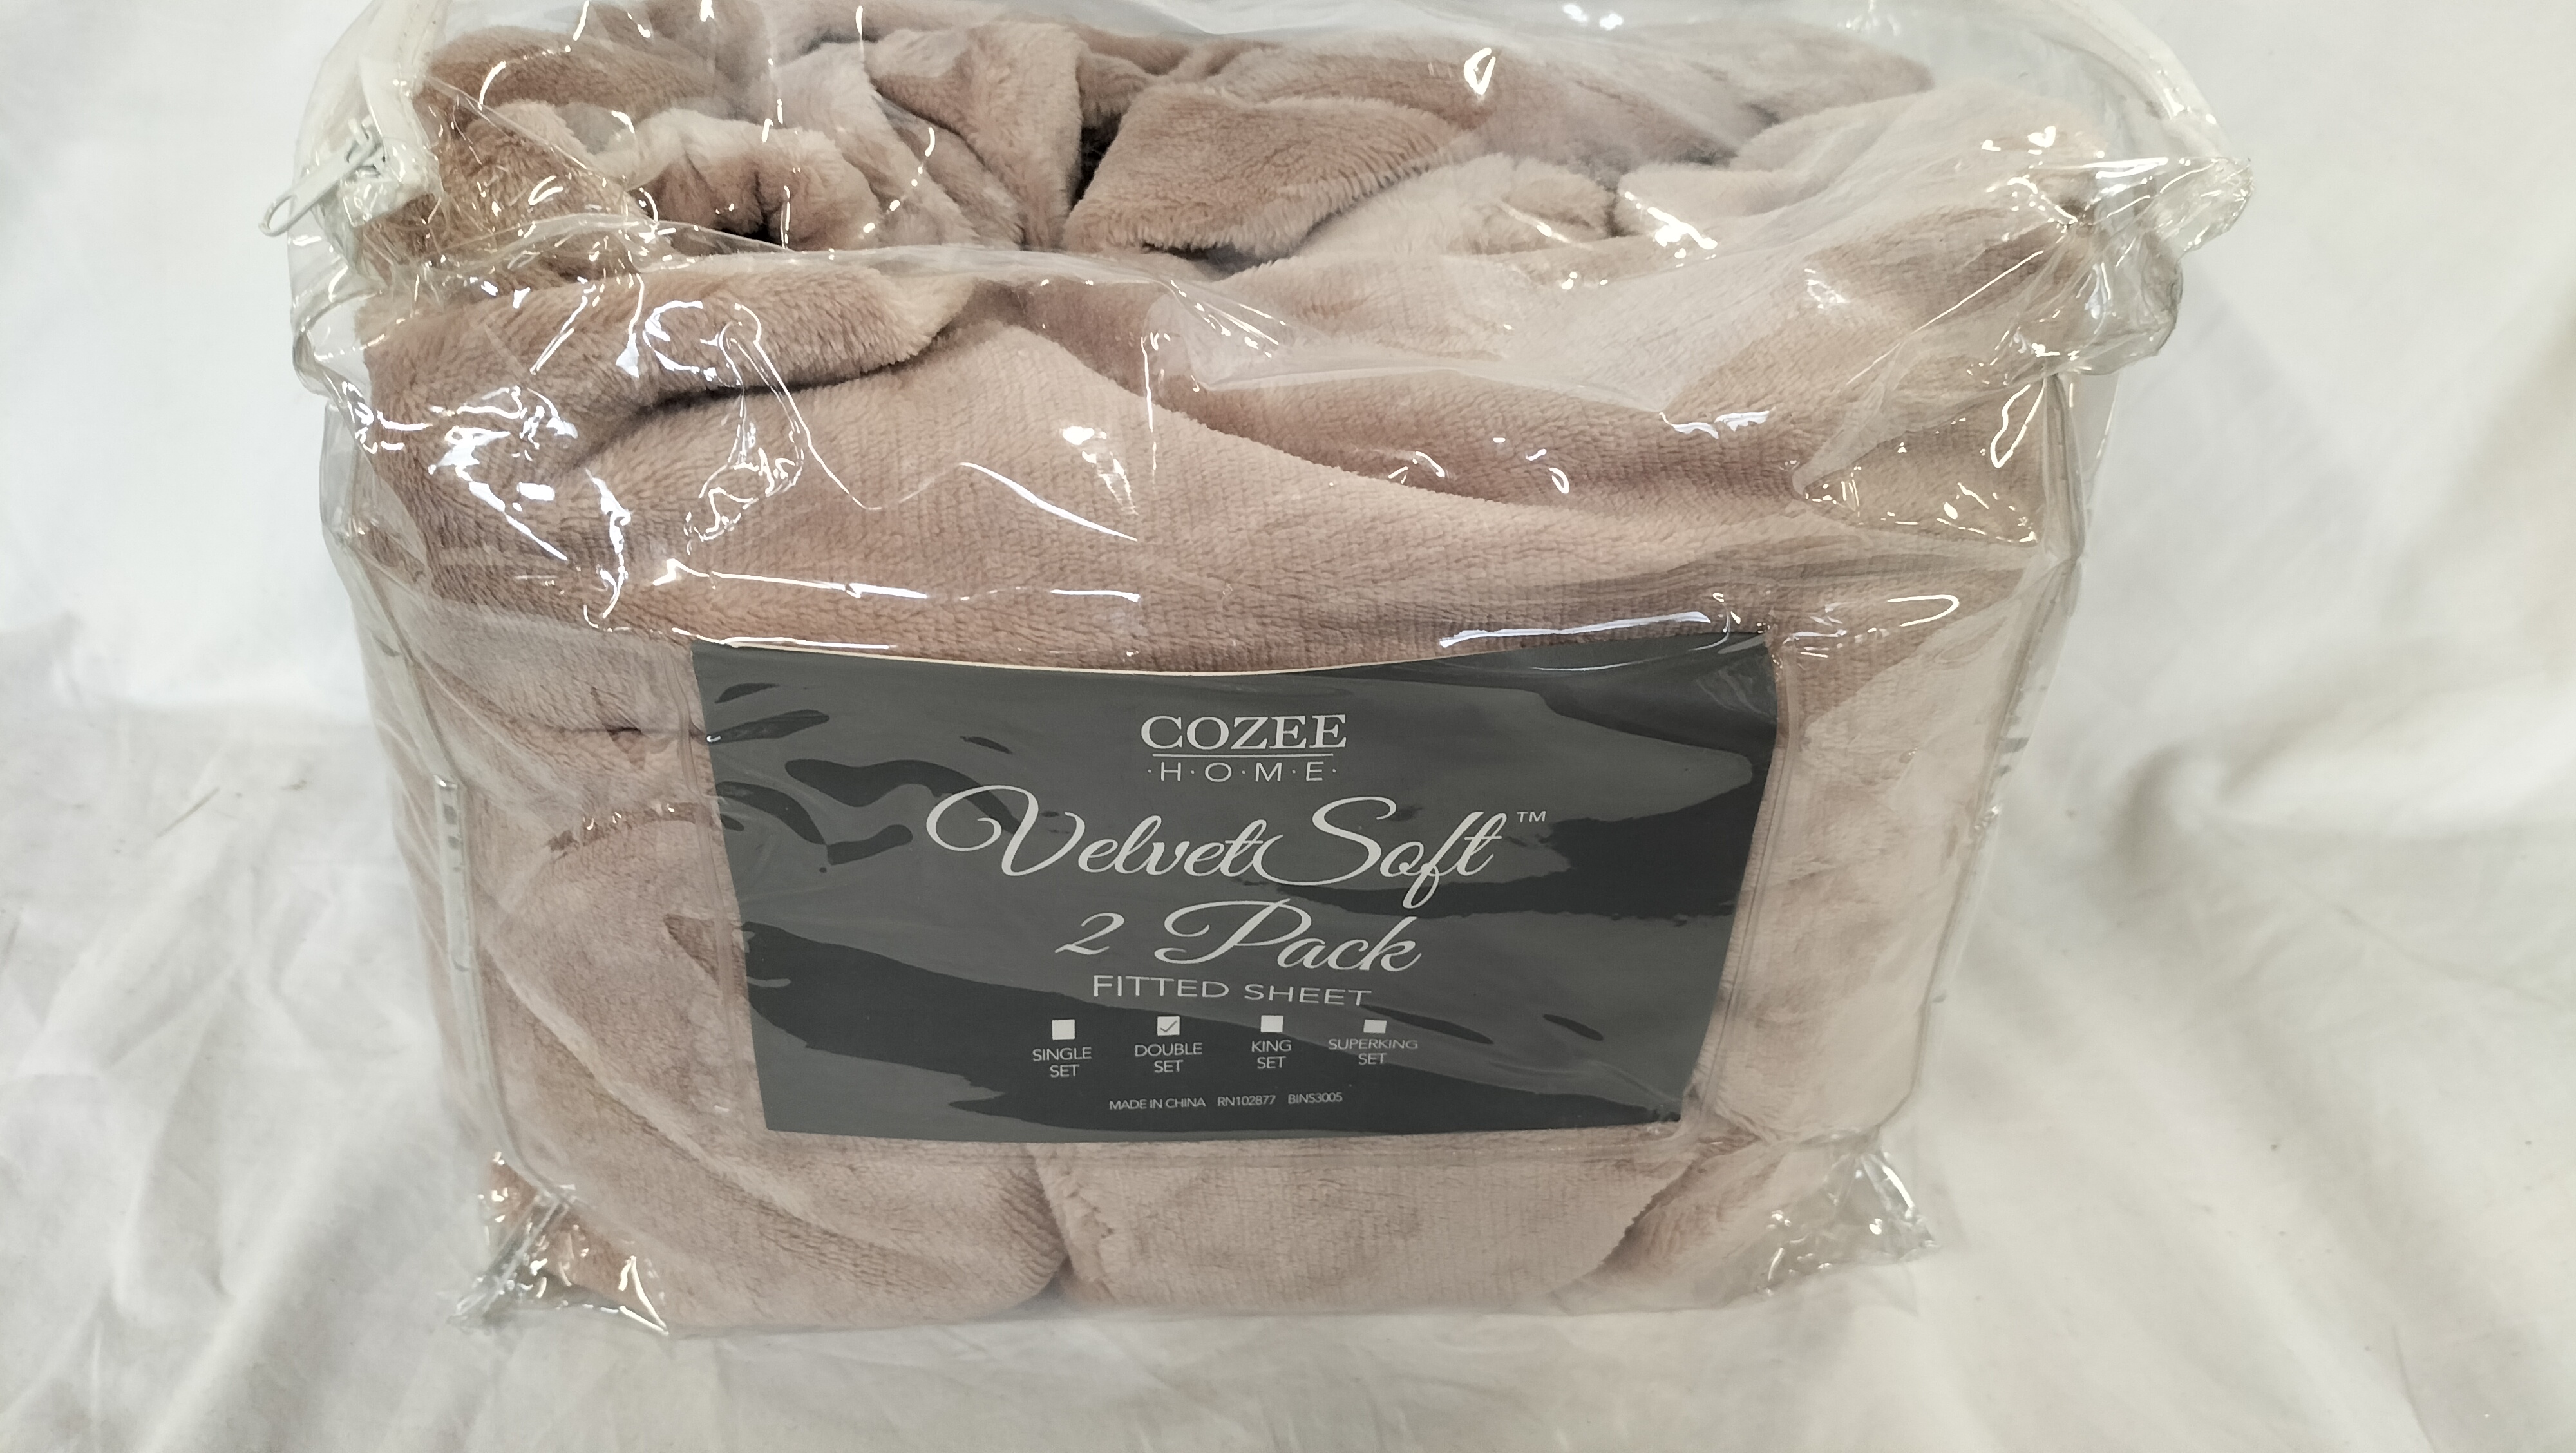 COZEE
·H·O·M·E·
VelvetSoft™
2 Pack
FITTED SHEET
SINGLE SET
DOUBLE SET
KING SET
SUPERKING SET
MADE IN CHINA RN102877 BINS3005